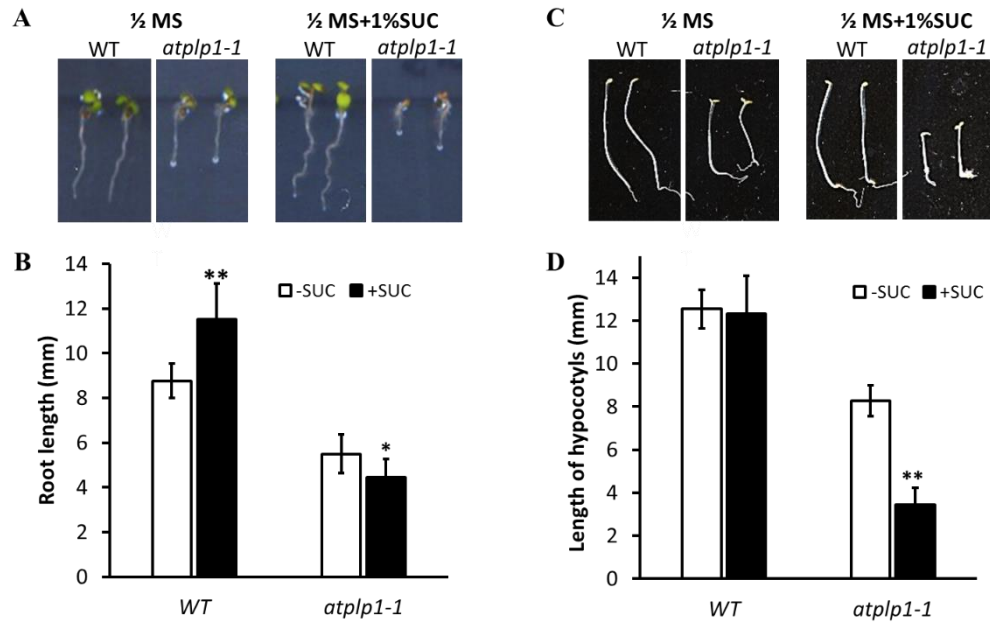 A
½ MS ½ MS+1%SUC
WT atplp1-1 WT atplp1-1
B
14
12
10
8
6
4
2
0
Root length (mm)
-SUC +SUC
**
*
WT atplp1-1
C
½ MS ½ MS+1%SUC
WT atplp1-1 WT atplp1-1
D
14
12
10
8
6
4
2
0
Length of hypocotyls (mm)
-SUC +SUC
**
WT atplp1-1